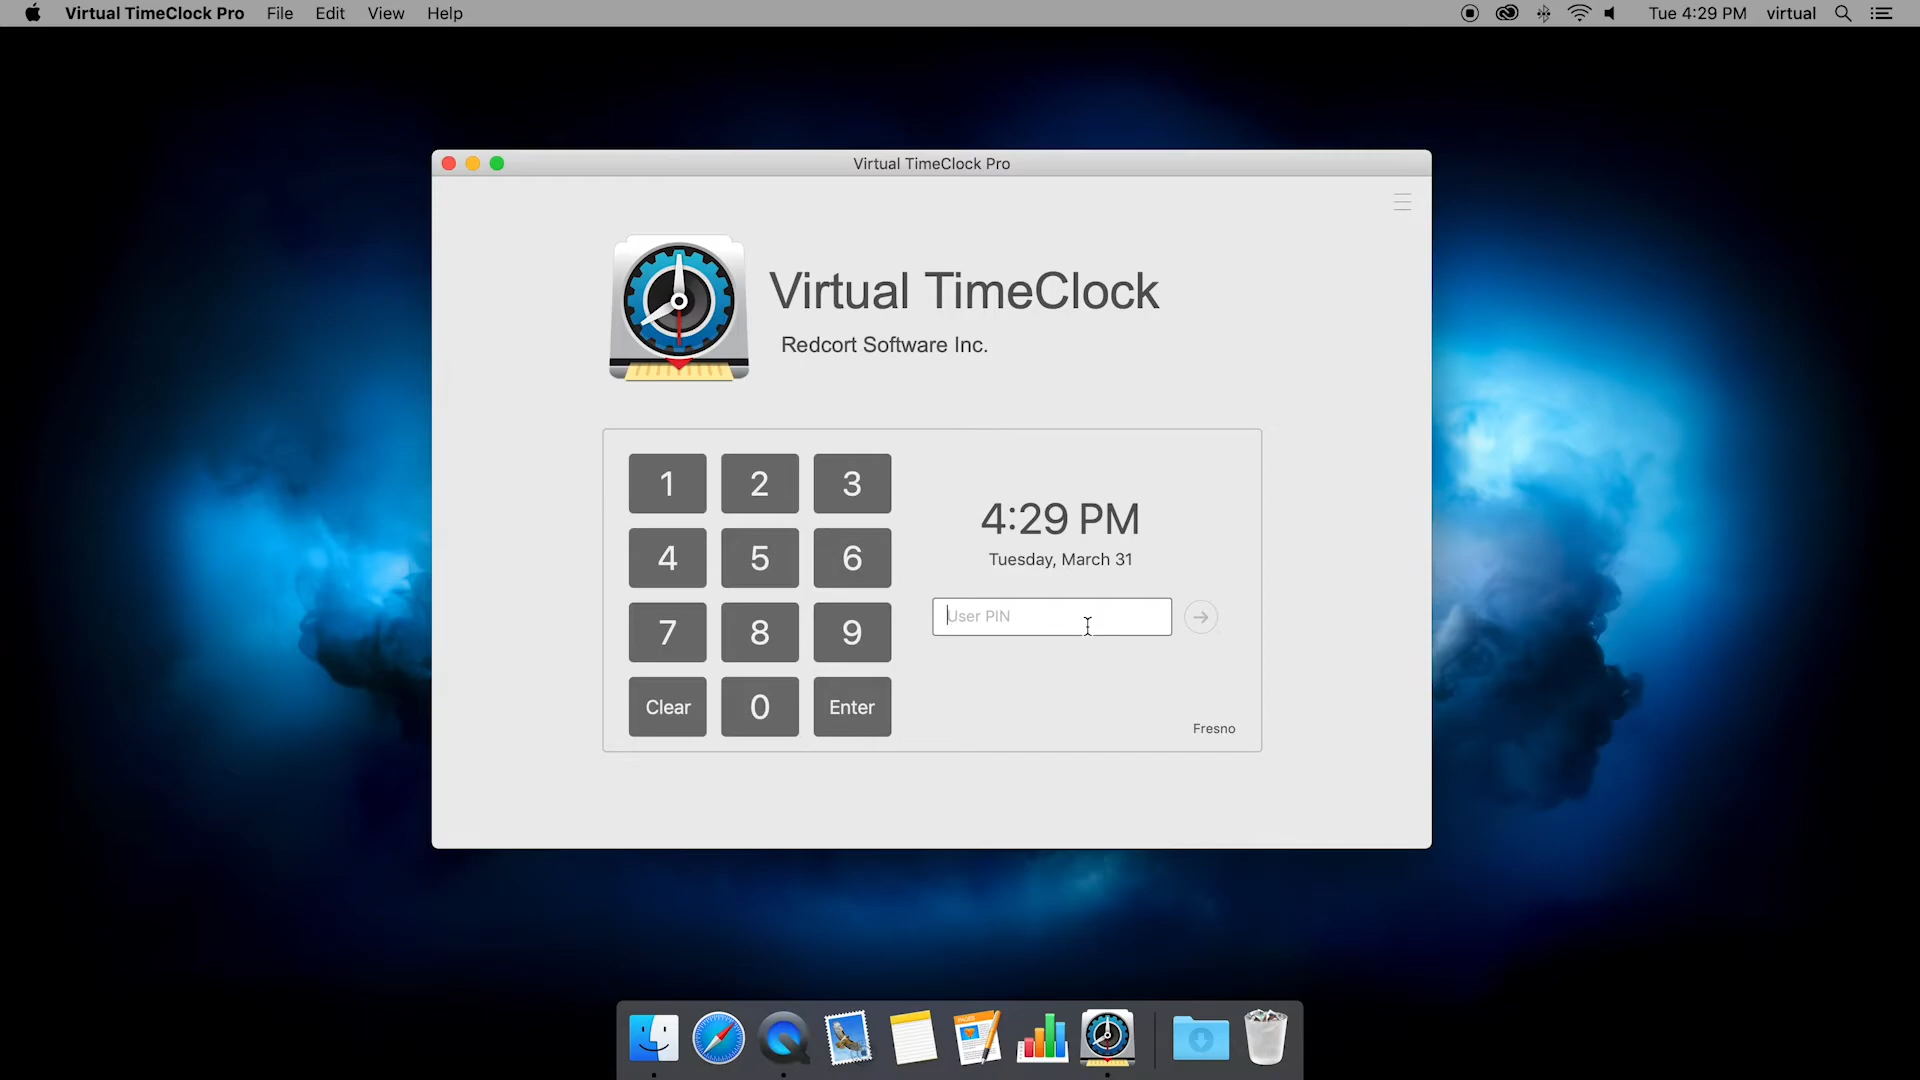 Virtual TimeClock Pro File Edit View Help Tue 4:29 PM virtual
Virtual TimeClock Pro
Virtual TimeClock
Redcort Software Inc.
1 2 3
4 5 6
7 8 9
Clear 0 Enter
4:29 PM
Tuesday, March 31
User PIN
Fresno
PAGES